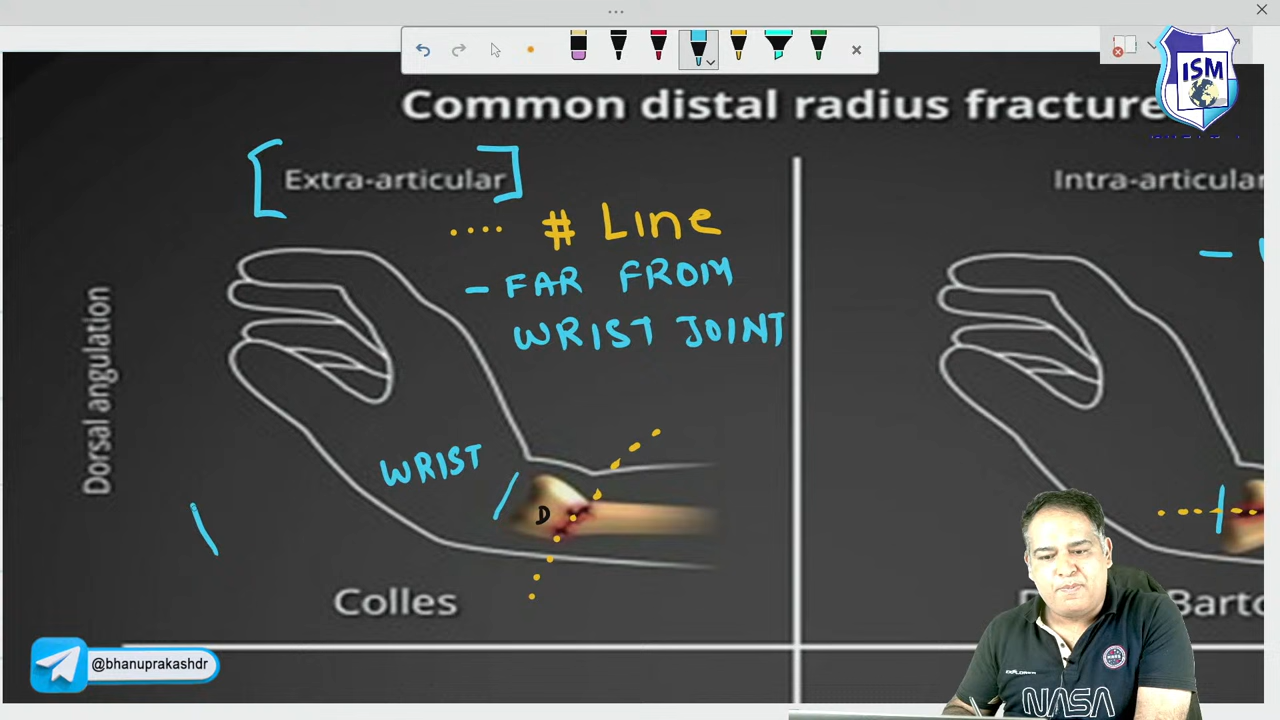 Common distal radius fracture
ISM
Extra-articular
Intra-articular
.... # Line
- FAR FROM
WRIST JOINT
Dorsal angulation
WRIST
D
Colles
Barto
@bhanuprakashdr
EXPLORER
NASA